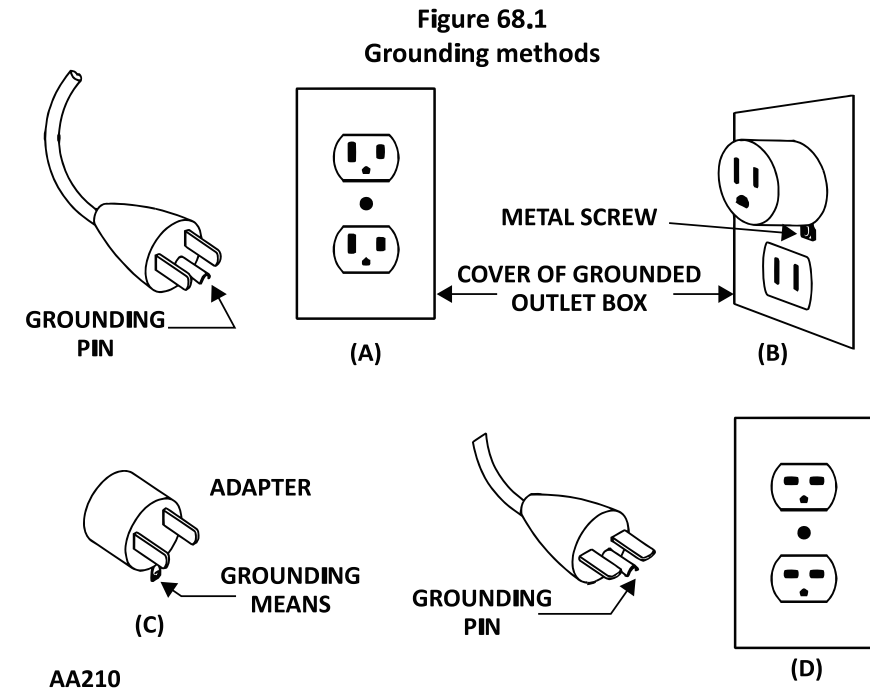 Figure 68.1
Grounding methods
METAL SCREW
COVER OF GROUNDED
OUTLET BOX
GROUNDING
PIN
(A)
(B)
ADAPTER
GROUNDING
MEANS
(C)
GROUNDING
PIN
(D)
AA210